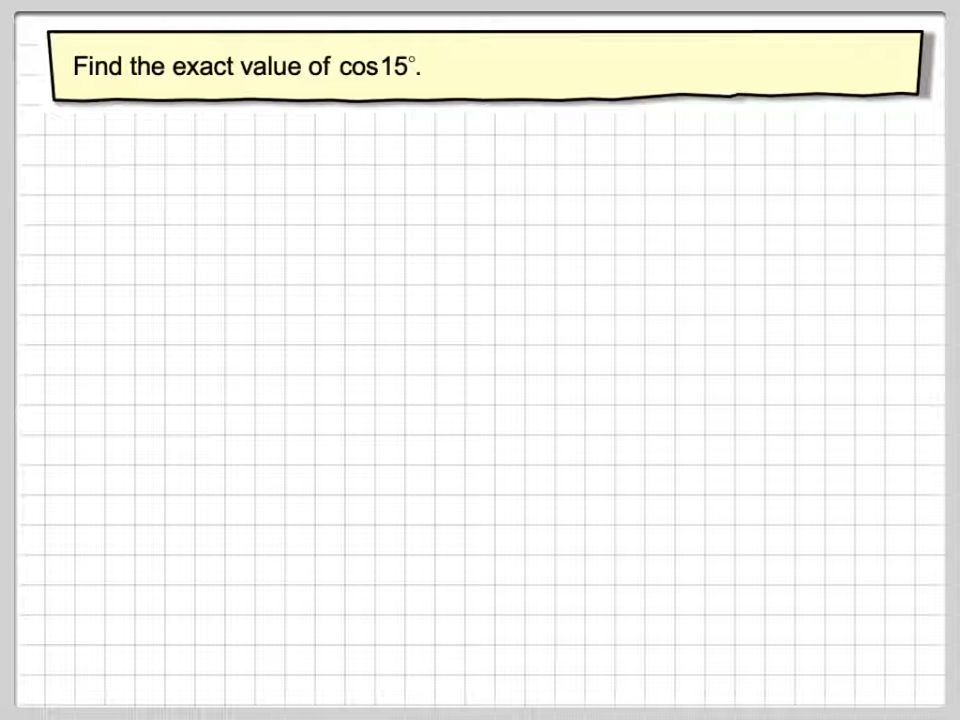 Find the exact value of cos15°.